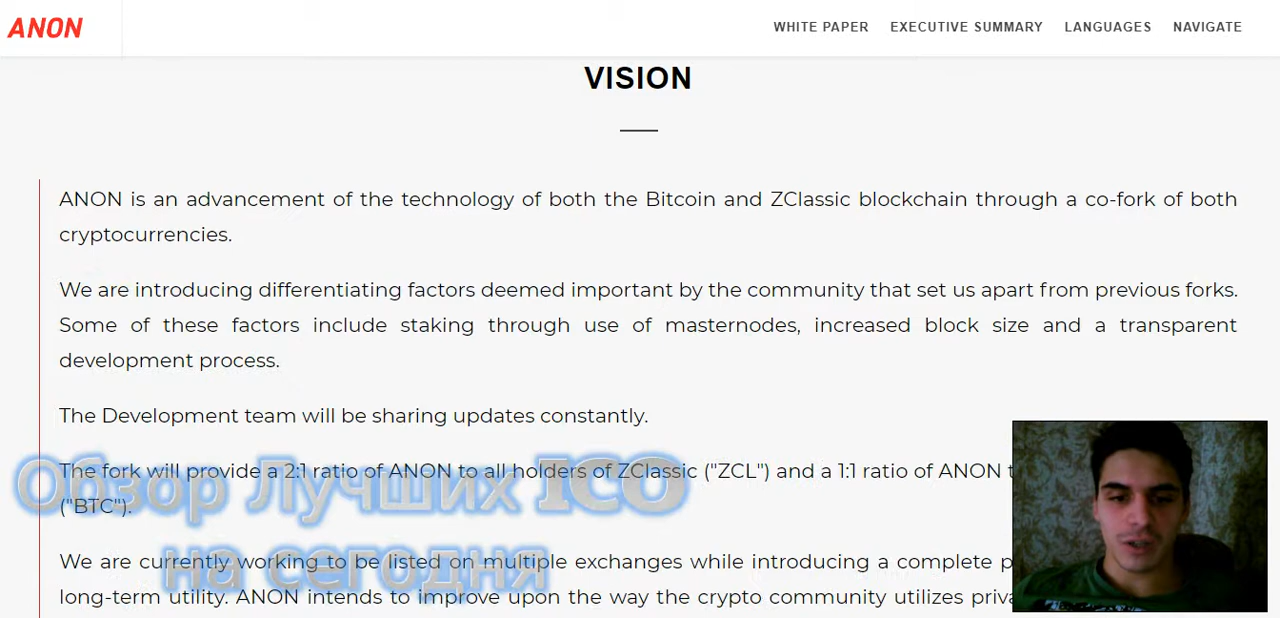 ANON
WHITE PAPER EXECUTIVE SUMMARY LANGUAGES NAVIGATE
VISION
ANON is an advancement of the technology of both the Bitcoin and ZClassic blockchain through a co-fork of both
cryptocurrencies.
We are introducing differentiating factors deemed important by the community that set us apart from previous forks.
Some of these factors include staking through use of masternodes, increased block size and a transparent
development process.
The Development team will be sharing updates constantly.
The fork will provide a 2:1 ratio of ANON to all holders of ZClassic ("ZCL") and a 1:1 ratio of ANON
("BTC").
Обзор Лучших ICO
на сегодня
We are currently working to be listed on multiple exchanges while introducing a complete
long-term utility. ANON intends to improve upon the way the crypto community utilizes